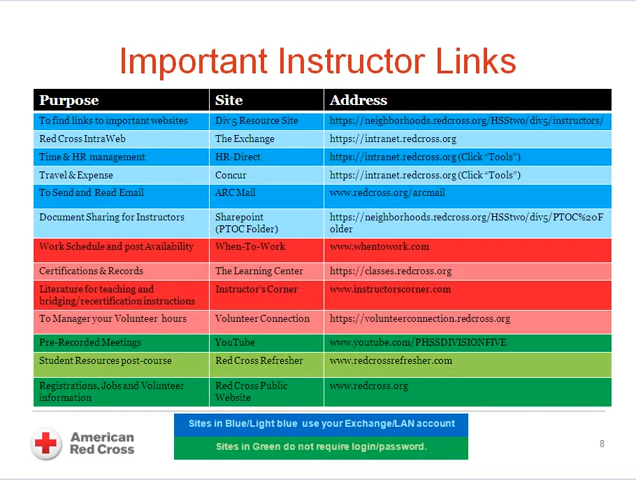 Important Instructor Links
Purpose Site Address
To find links to important websites Div 5 Resource Site https://neighborhoods.redcross.org/HSStwo/div5/instructors/
Red Cross IntraWeb The Exchange https://intranet.redcross.org
Time & HR management HR-Direct https://intranet.redcross.org (Click “Tools”)
Travel & Expense Concur https://intranet.redcross.org (Click “Tools”)
To Send and Read Email ARC Mail www.redcross.org/arcmail
Document Sharing for Instructors Sharepoint https://neighborhoods.redcross.org/HSStwo/div5/PTOC%20F
(PTOC Folder) older
Work Schedule and post Availability When-To-Work www.whentowork.com
Certifications & Records The Learning Center https://classes.redcross.org
Literature for teaching and Instructor's Corner www.instructorscorner.com
bridging/recertification instructions
To Manager your Volunteer hours Volunteer Connection https://volunteerconnection.redcross.org
Pre-Recorded Meetings YouTube www.youtube.com/PHSSDIVISIONFIVE
Student Resources post-course Red Cross Refresher www.redcrossrefresher.com
Registrations, Jobs and Volunteer Red Cross Public www.redcross.org
information Website
Sites in Blue/Light blue use your Exchange/LAN account
Sites in Green do not require login/password.
American
Red Cross
8